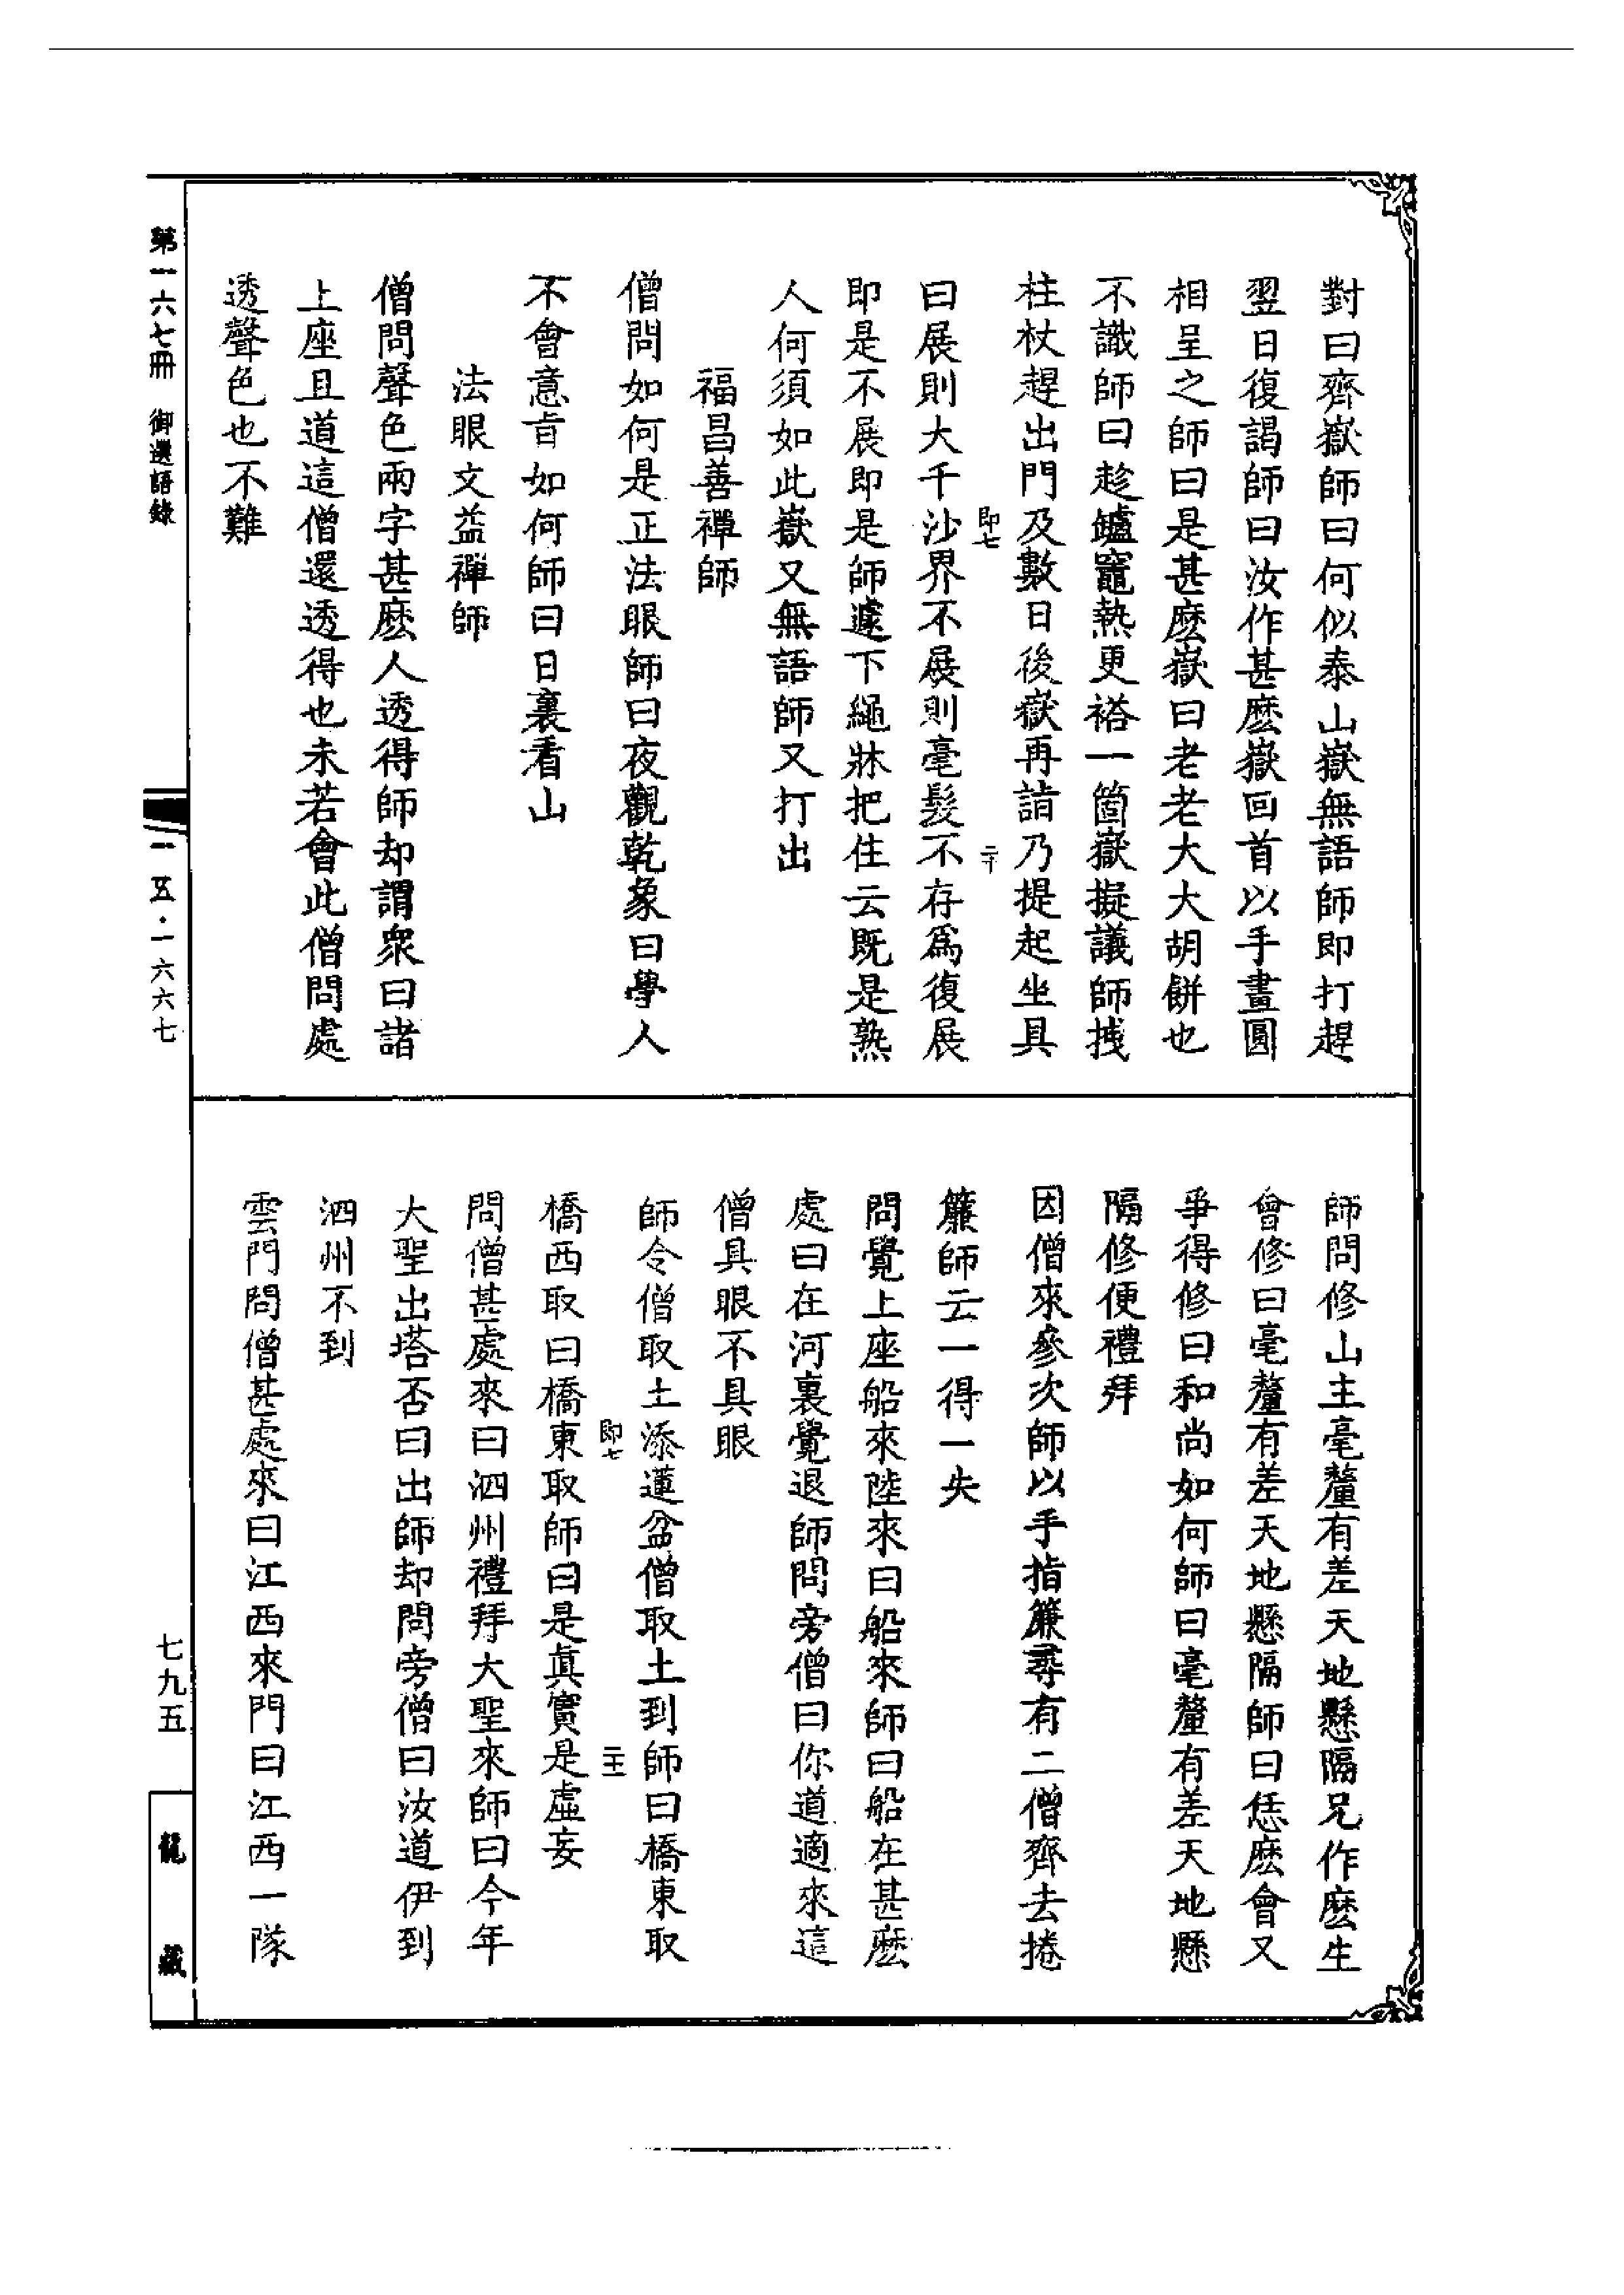 對曰齊嶽師曰何似泰山嶽無語師即打趕
翌日復謁師曰汝作甚麽嶽回首以手畫圓
相呈之師曰是甚麽嶽曰老老大大胡餅也
不識師曰趁爐竈熱更䭔一箇嶽擬議師拽
柱杖趕出門及數日後嶽再詣乃提起坐具
即七
二十
曰展則大千沙界不展則毫髮不存爲復展
即是不展即是師遽下繩牀把住云既是熟
人何須如此嶽又無語師又打出
福昌善禪師
僧問如何是正法眼師曰夜觀乾象曰學人
不會意旨如何師曰日裏看山
法眼文益禪師
僧問聲色兩字甚麽人透得師却謂衆曰諸
上座且道這僧還透得也未若會此僧問處
透聲色也不難
師問修山主毫釐有差天地懸隔兄作麽生
會修曰毫釐有差天地懸隔師曰恁麽會又
爭得修曰和尚如何師曰毫釐有差天地懸
隔修便禮拜
因僧來參次師以手指簾尋有二僧齊去捲
簾師云一得一失
問覺上座船來陸來曰船來師曰船在甚麽
處曰在河裏覺退師問旁僧曰你道適來這
僧具眼不具眼
師令僧取土添蓮盆僧取土到師曰橋東取
即七
二十一
橋西取曰橋東取師曰是眞實是虛妄
問僧甚處來曰泗州禮拜大聖來師曰今年
大聖出塔否曰出師却問旁僧曰汝道伊到
泗州不到
雲門問僧甚處來曰江西來門曰江西一隊
第一六七冊 御選語錄
一五·一六六七
七九五
龍藏